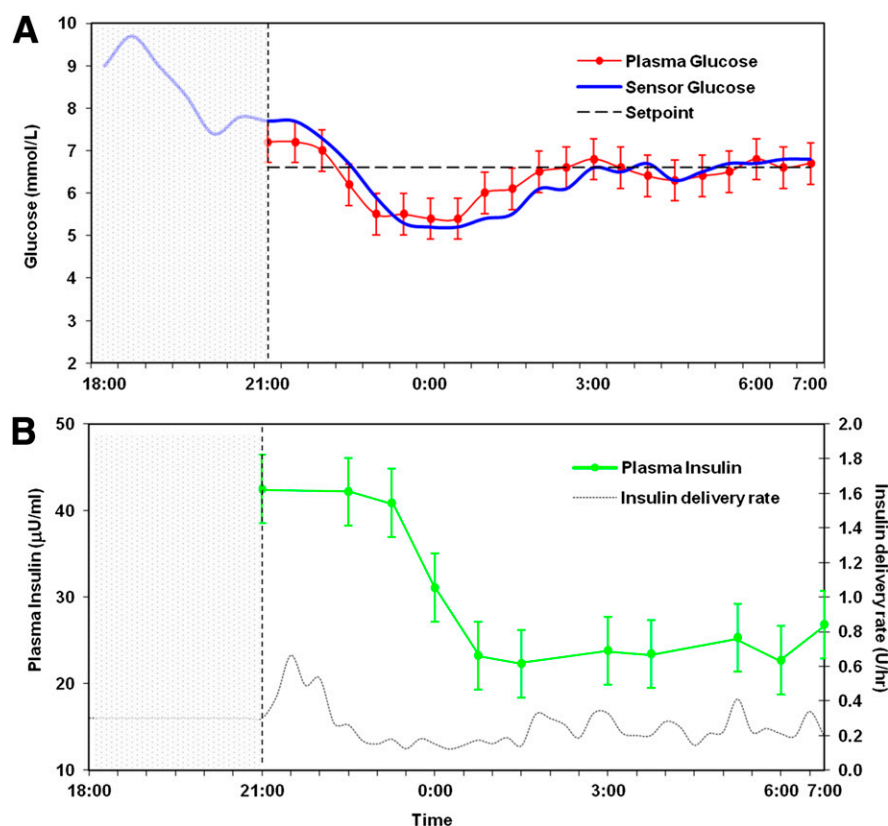 A
10
9
8
7
6
5
4
3
2
Glucose (mmol/L)
Plasma Glucose
Sensor Glucose
Setpoint
18:00 21:00 0:00 3:00 6:00 7:00
B
50
40
30
20
10
Plasma Insulin (µU/ml)
Plasma Insulin
Insulin delivery rate
2.0
1.8
1.6
1.4
1.2
1.0
0.8
0.6
0.4
0.2
0.0
Insulin delivery
rate (U/hr)
18:00 21:00 0:00 3:00 6:00 7:00
Time